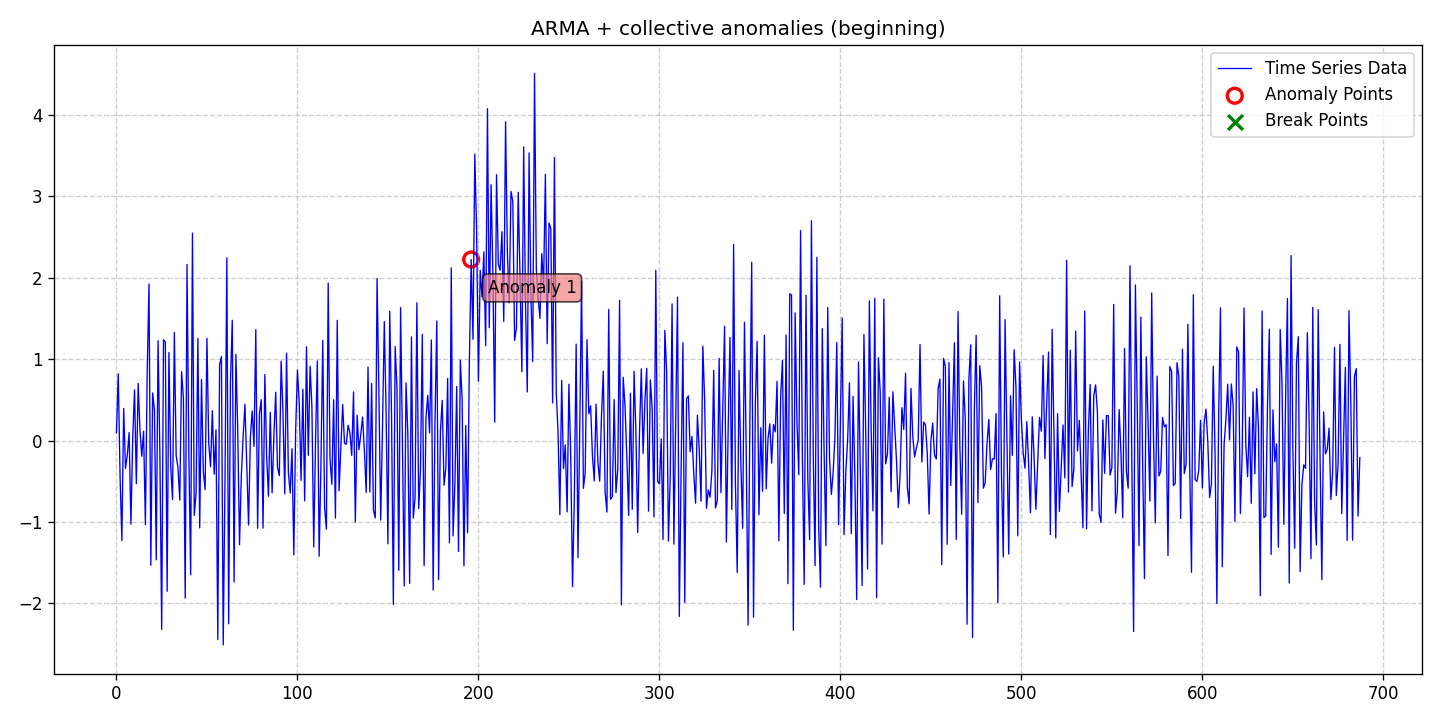 ARMA + collective anomalies (beginning)
Time Series Data
Anomaly Points
Break Points
4
3
2
1
0
−1
−2
Anomaly 1
0 100 200 300 400 500 600 700